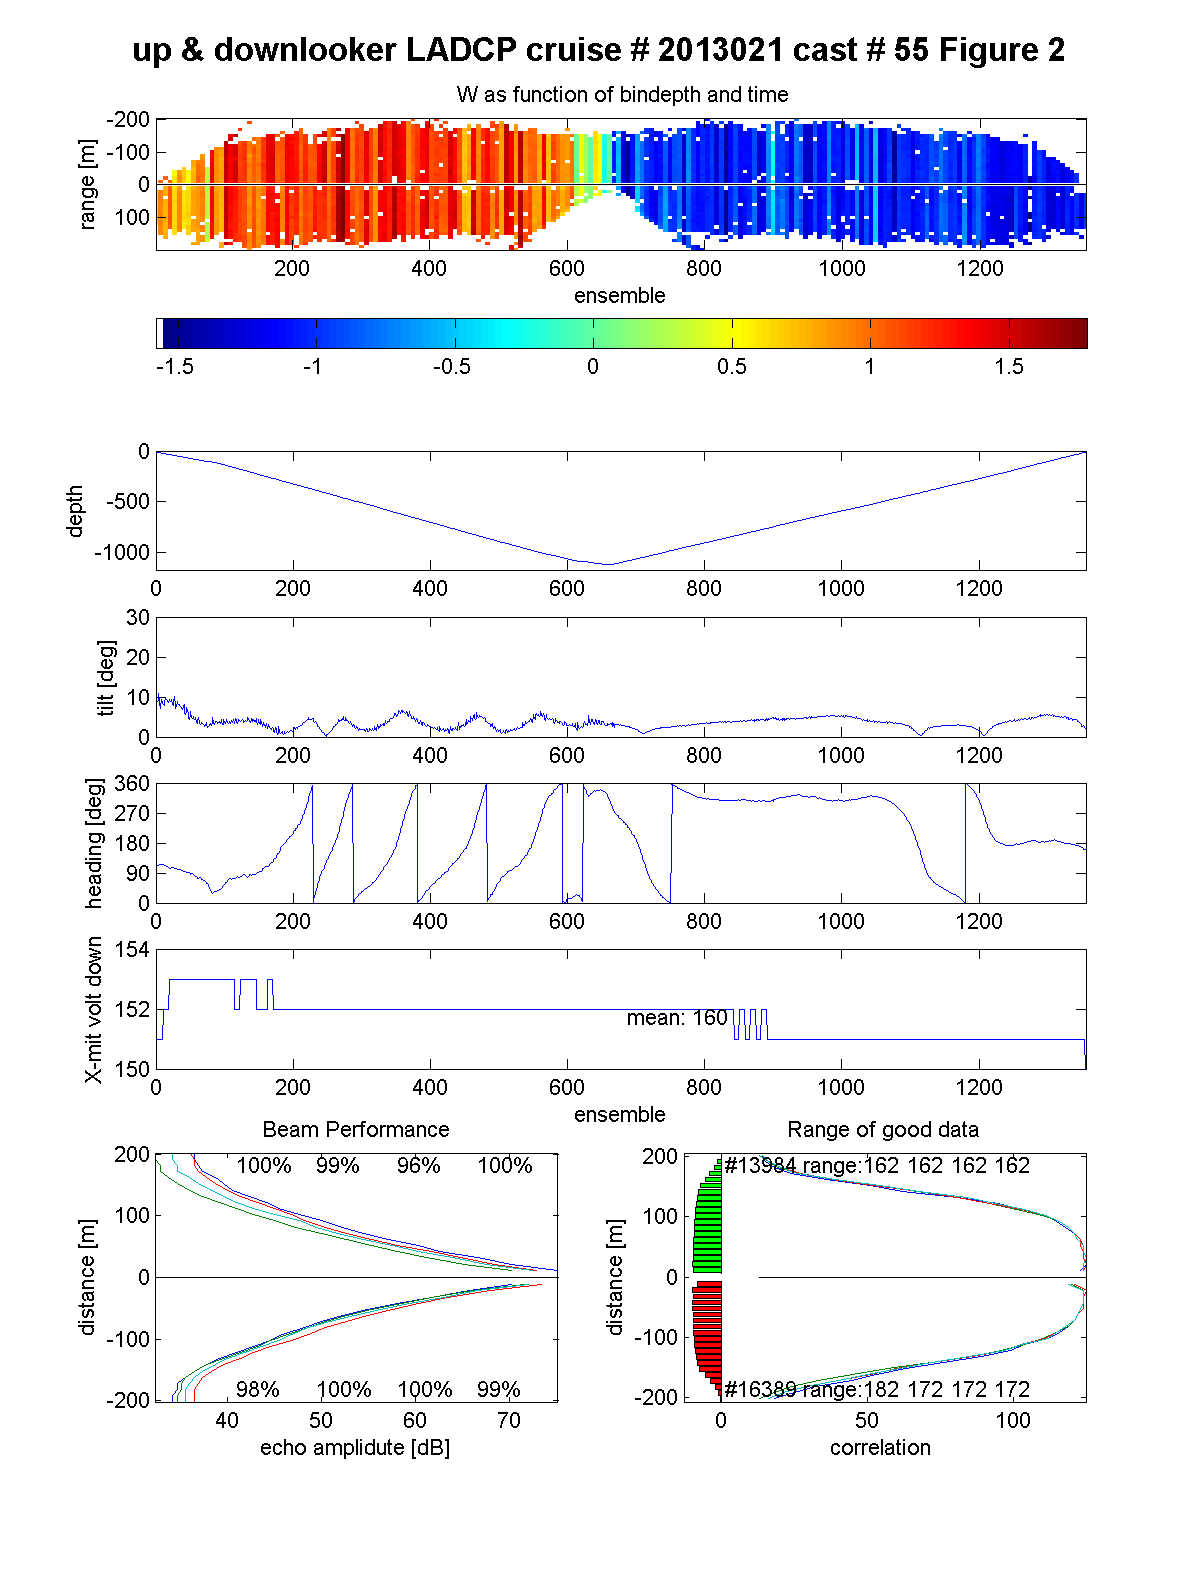 up & downlooker LADCP cruise # 2013021 cast # 55 Figure 2
W as function of bindepth and time
range [m]
-200
-100
0
100
200 400 600 800 1000 1200
ensemble
-1.5 -1 -0.5 0 0.5 1 1.5
depth
0
-500
-1000
0 200 400 600 800 1000 1200
tilt [deg]
30
20
10
0
0 200 400 600 800 1000 1200
heading [deg]
360
270
180
90
0
0 200 400 600 800 1000 1200
X-mit volt down
154
152
150
mean: 160
0 200 400 600 800 1000 1200
ensemble
Beam Performance
distance [m]
200
100
0
-100
-200
100% 99% 96% 100%
98% 100% 100% 99%
40 50 60 70
echo amplidute [dB]
Range of good data
distance [m]
200
100
0
-100
-200
#13984 range:162 162 162 162
#16389 range:182 172 172 172
0 50 100
correlation